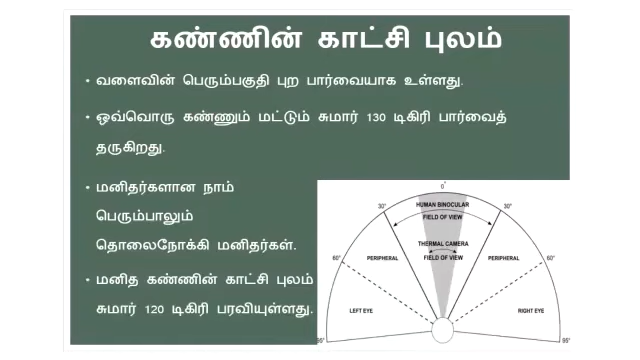 கண்ணின் காட்சி புலம்
• வளைவின் பெரும்பகுதி புற பார்வையாக உள்ளது.
• ஒவ்வொரு கண்ணும் மட்டும் சுமார் 130 டிகிரி பார்வைத்
தருகிறது.
• மனிதர்களான நாம்
பெரும்பாலும்
தொலைநோக்கி மனிதர்கள்.
• மனித கண்ணின் காட்சி புலம்
சுமார் 120 டிகிரி பரவியுள்ளது.
0°
30° HUMAN BINOCULAR 30°
FIELD OF VIEW
THERMAL CAMERA
60° PERIPHERAL FIELD OF VIEW PERIPHERAL 60°
LEFT EYE RIGHT EYE
95° 95°